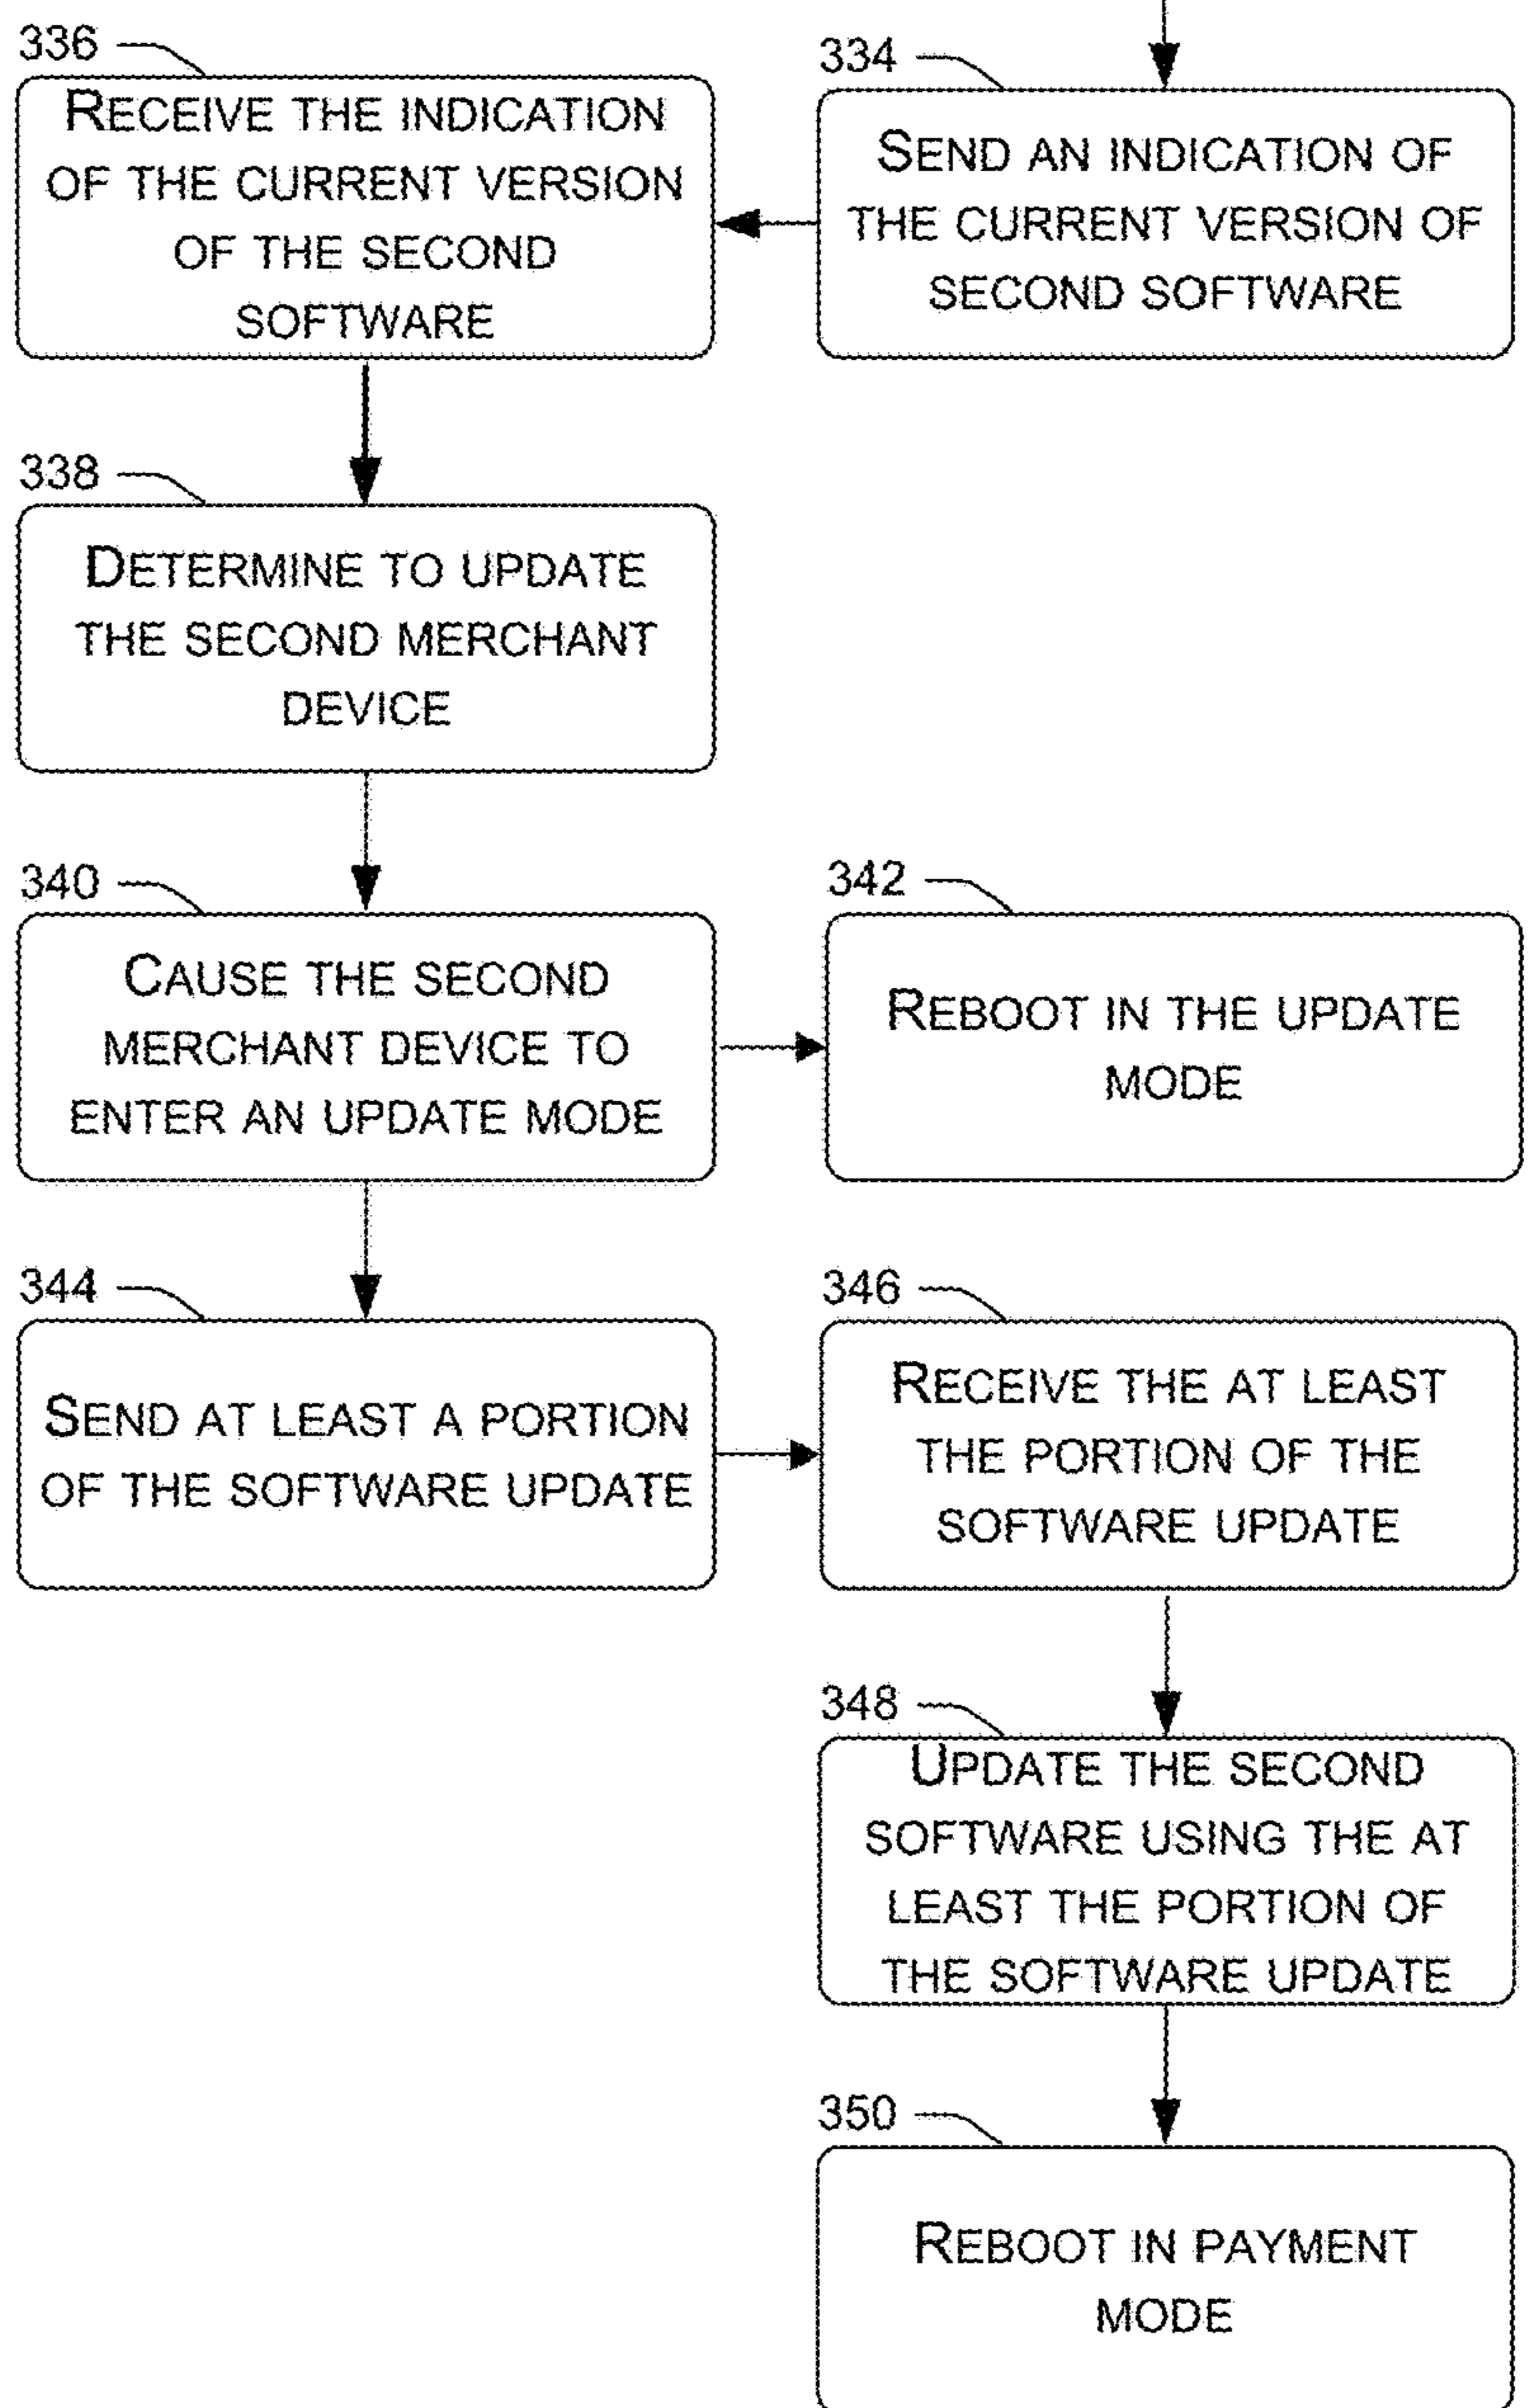 336
RECEIVE THE INDICATION
OF THE CURRENT VERSION
OF THE SECOND
SOFTWARE
334
SEND AN INDICATION OF
THE CURRENT VERSION OF
SECOND SOFTWARE
338
DETERMINE TO UPDATE
THE SECOND MERCHANT
DEVICE
340
CAUSE THE SECOND
MERCHANT DEVICE TO
ENTER AN UPDATE MODE
342
REBOOT IN THE UPDATE
MODE
344
SEND AT LEAST A PORTION
OF THE SOFTWARE UPDATE
346
RECEIVE THE AT LEAST
THE PORTION OF THE
SOFTWARE UPDATE
348
UPDATE THE SECOND
SOFTWARE USING THE AT
LEAST THE PORTION OF
THE SOFTWARE UPDATE
350
REBOOT IN PAYMENT
MODE